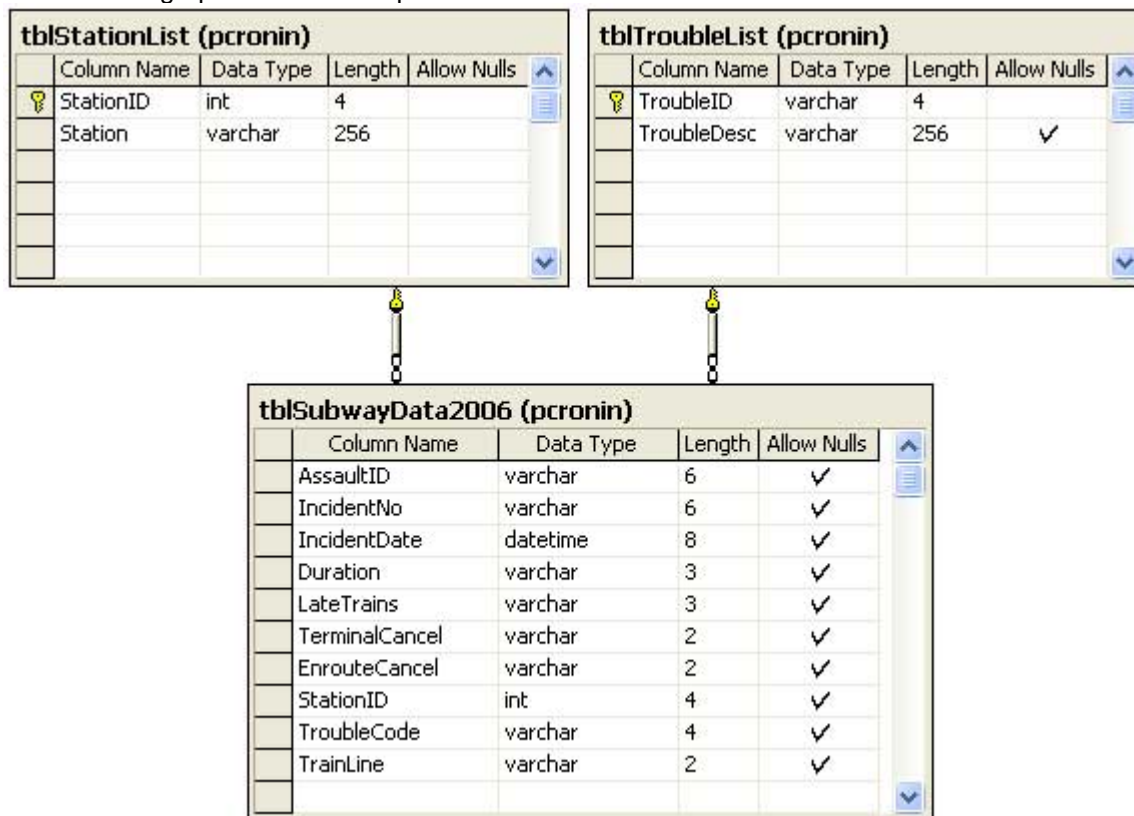 tblStationList (pcronin)
Column Name Data Type Length Allow Nulls
StationID int 4
Station varchar 256
tblTroubleList (pcronin)
Column Name Data Type Length Allow Nulls
TroubleID varchar 4
TroubleDesc varchar 256
tblSubwayData2006 (pcronin)
Column Name Data Type Length Allow Nulls
AssaultID varchar 6
IncidentNo varchar 6
IncidentDate datetime 8
Duration varchar 3
LateTrains varchar 3
TerminalCancel varchar 2
EnrouteCancel varchar 2
StationID int 4
TroubleCode varchar 4
TrainLine varchar 2